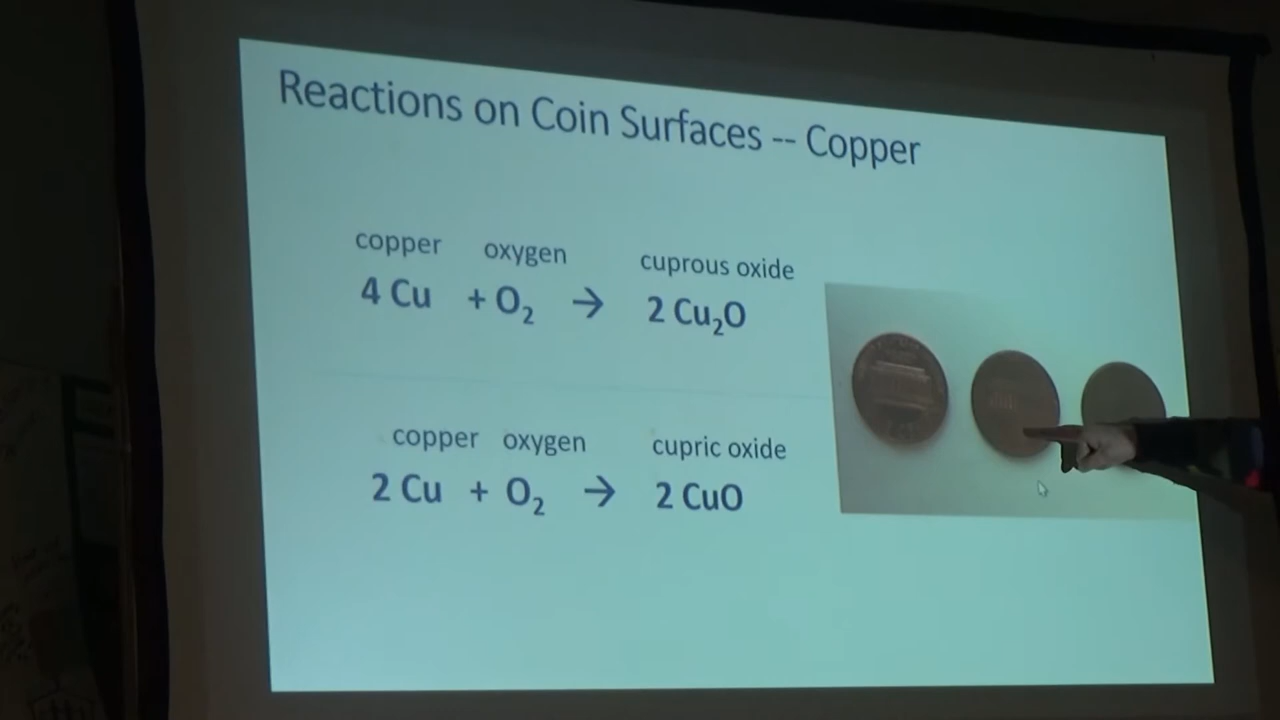 Reactions on Coin Surfaces -- Copper
copper oxygen cuprous oxide
4 Cu + O₂ → 2 Cu₂O
copper oxygen cupric oxide
2 Cu + O₂ → 2 CuO